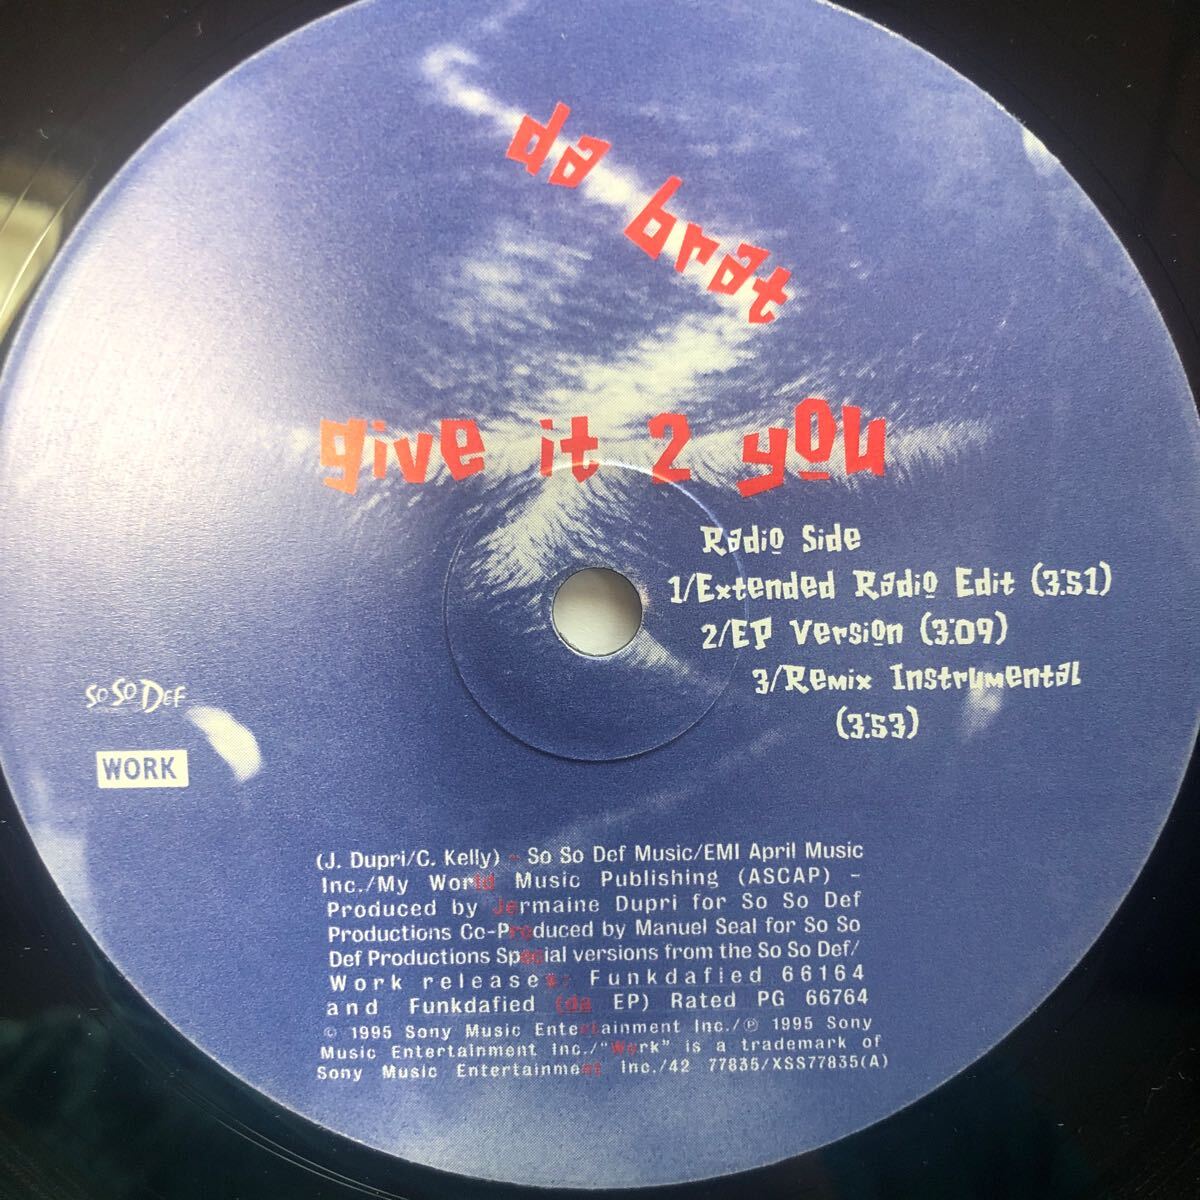 da brat
give it 2 you
Radio Side
1/Extended Radio Edit (3:51)
2/EP Version (3:09)
3/Remix Instrumental
(3:53)
So So Def
WORK
(J. Dupri/C. Kelly) - So So Def Music/EMI April Music
Inc./My World Music Publishing (ASCAP) -
Produced by Jermaine Dupri for So So Def
Productions Co-Produced by Manuel Seal for So So
Def Productions Special versions from the So So Def/
Work releases: Funkdafied 66164
and Funkdafied (da EP) Rated PG 66764
© 1995 Sony Music Entertainment Inc./℗ 1995 Sony
Music Entertainment Inc./"Work" is a trademark of
Sony Music Entertainment Inc./42 77835/XSS77835(A)